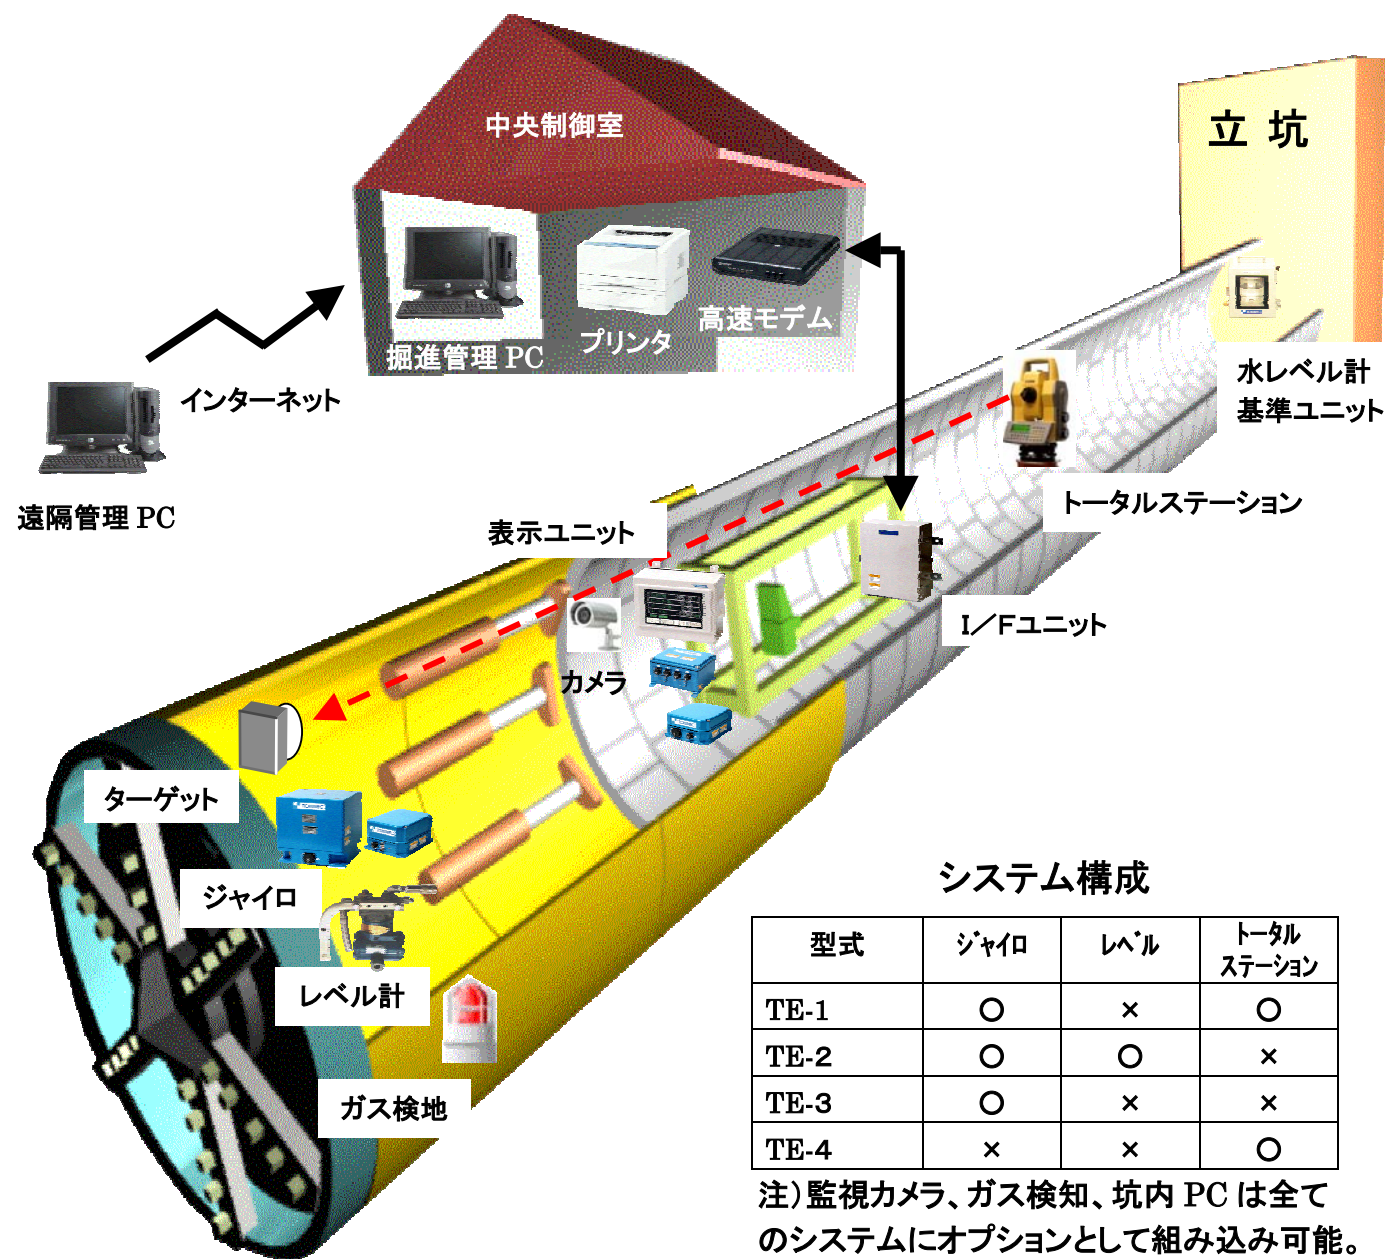 中央制御室
立 坑
掘進管理 PC
プリンタ
高速モデム
インターネット
遠隔管理 PC
水レベル計
基準ユニット
トータルステーション
表示ユニット
I／Fユニット
カメラ
ターゲット
ジャイロ
レベル計
ガス検地
システム構成
型式 ｼﾞｬｲﾛ ﾚﾍﾞﾙ ﾄｰﾀﾙ
ｽﾃｰｼｮﾝ
TE-1 ○ × ○
TE-2 ○ ○ ×
TE-3 ○ × ×
TE-4 × × ○
注）監視カメラ、ガス検知、坑内 PC は全て
のシステムにオプションとして組み込み可能。